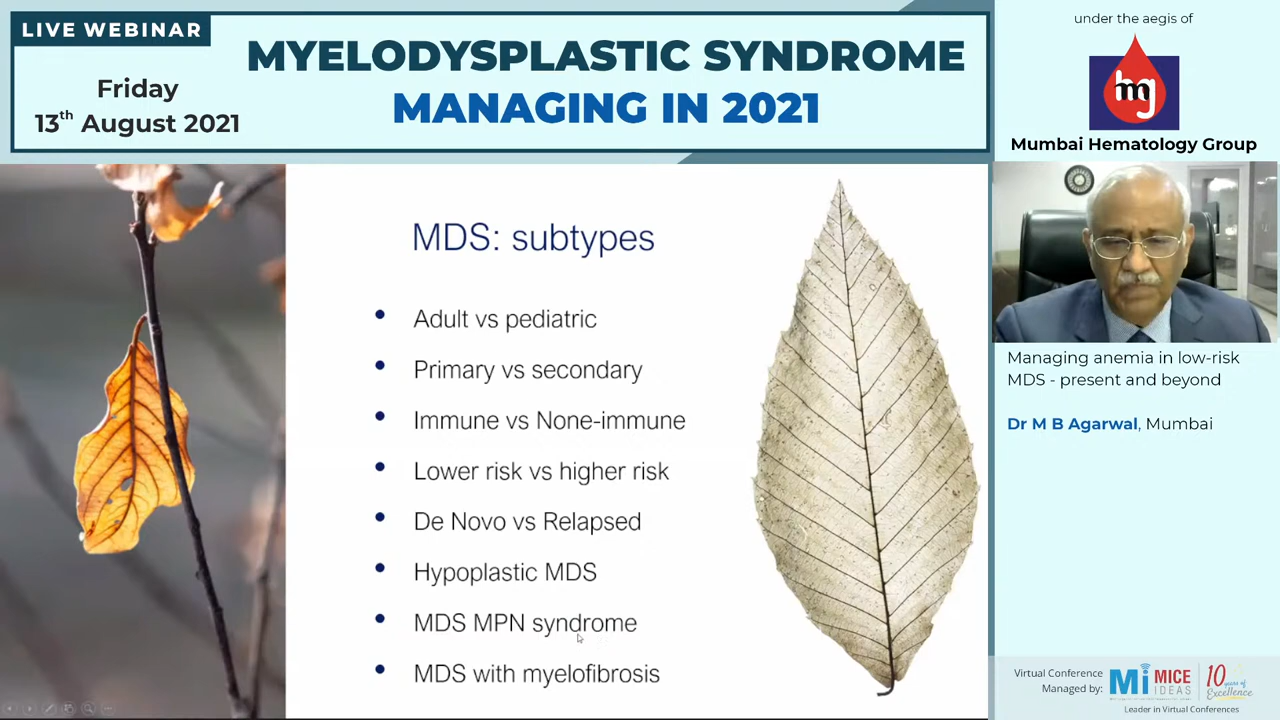 LIVE WEBINAR
Friday
13th August 2021
MYELODYSPLASTIC SYNDROME
MANAGING IN 2021
under the aegis of
hmg
Mumbai Hematology Group
MDS: subtypes
• Adult vs pediatric
• Primary vs secondary
• Immune vs None-immune
• Lower risk vs higher risk
• De Novo vs Relapsed
• Hypoplastic MDS
• MDS MPN syndrome
• MDS with myelofibrosis
Managing anemia in low-risk
MDS - present and beyond
Dr M B Agarwal, Mumbai
Virtual Conference
Managed by:
Mi MICE
IDEAS
10 years of
Excellence
Leader in Virtual Conferences